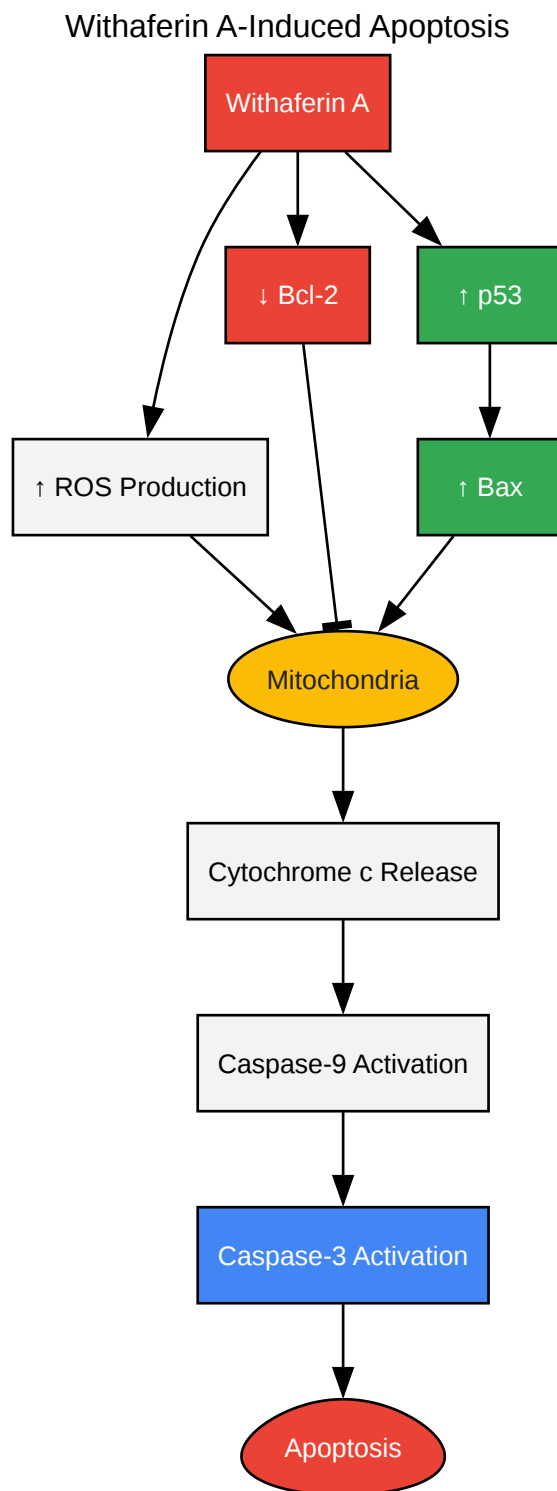 Withaferin A-Induced Apoptosis
Withaferin A
↓ Bcl-2
↑ p53
↑ ROS Production
↑ Bax
Mitochondria
Cytochrome c Release
Caspase-9 Activation
Caspase-3 Activation
Apoptosis